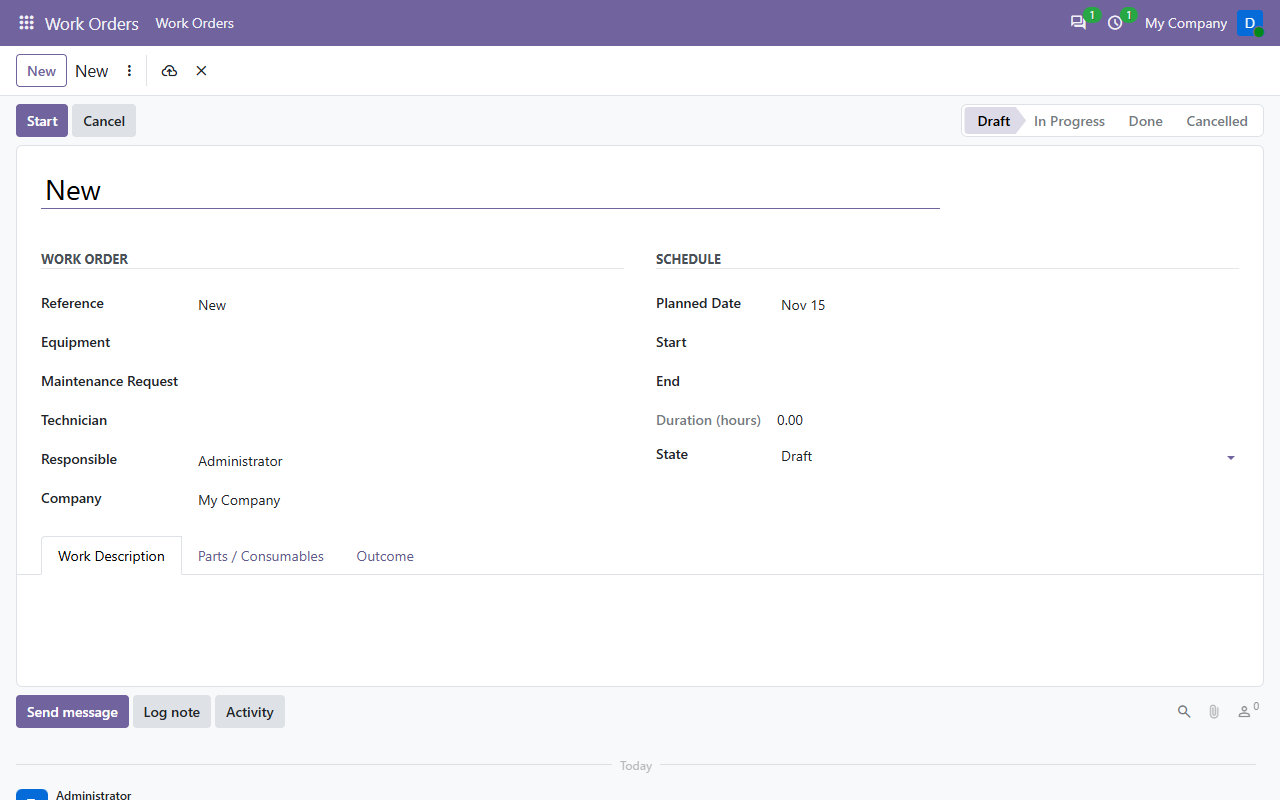 Work Orders Work Orders 1 1 My Company D
New New
Start Cancel Draft In Progress Done Cancelled
New
WORK ORDER SCHEDULE
Reference New Planned Date Nov 15
Equipment Start
Maintenance Request End
Technician Duration (hours) 0.00
Responsible Administrator State Draft
Company My Company
Work Description Parts / Consumables Outcome
Send message Log note Activity 0
Today
Administrator